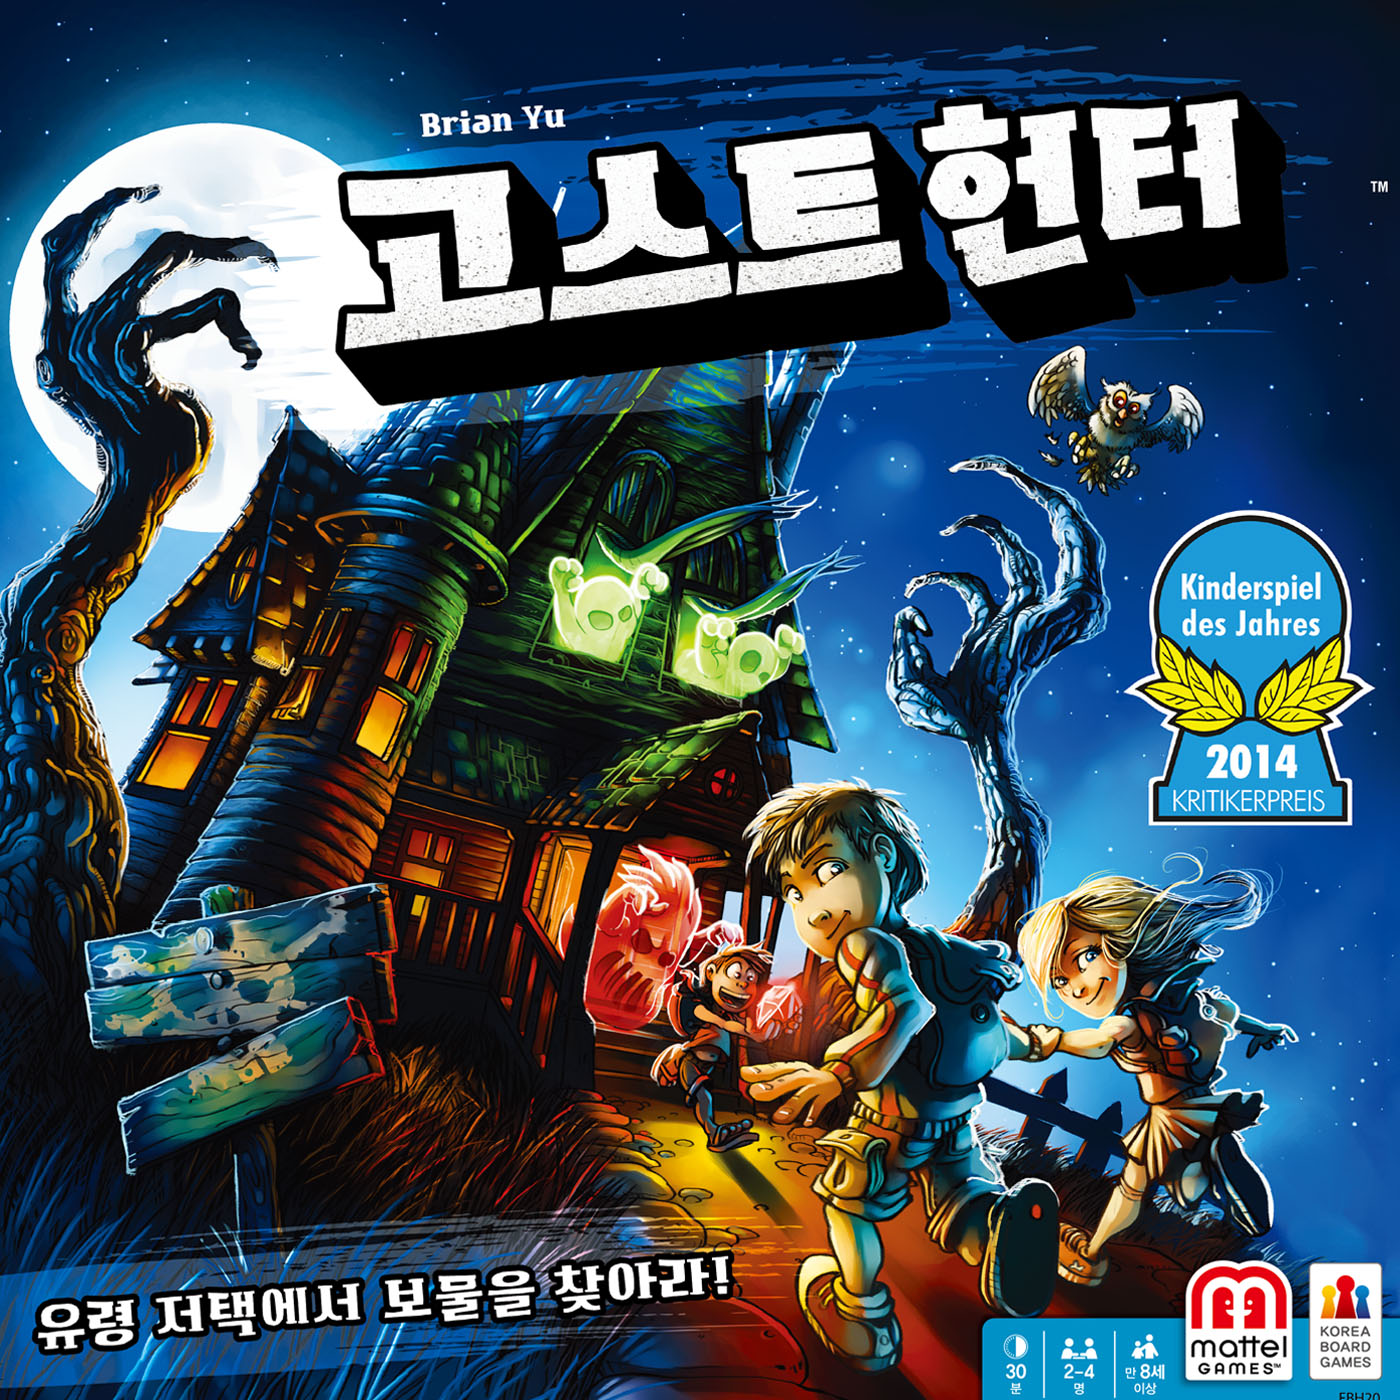 Brian Yu
고스트 헌터
TM
Kinderspiel
des Jahres
2014
KRITIKERPREIS
유령 저택에서 보물을 찾아라!
30
분
2-4
명
만 8세
이상
mattel
GAMES™
KOREA
BOARD
GAMES